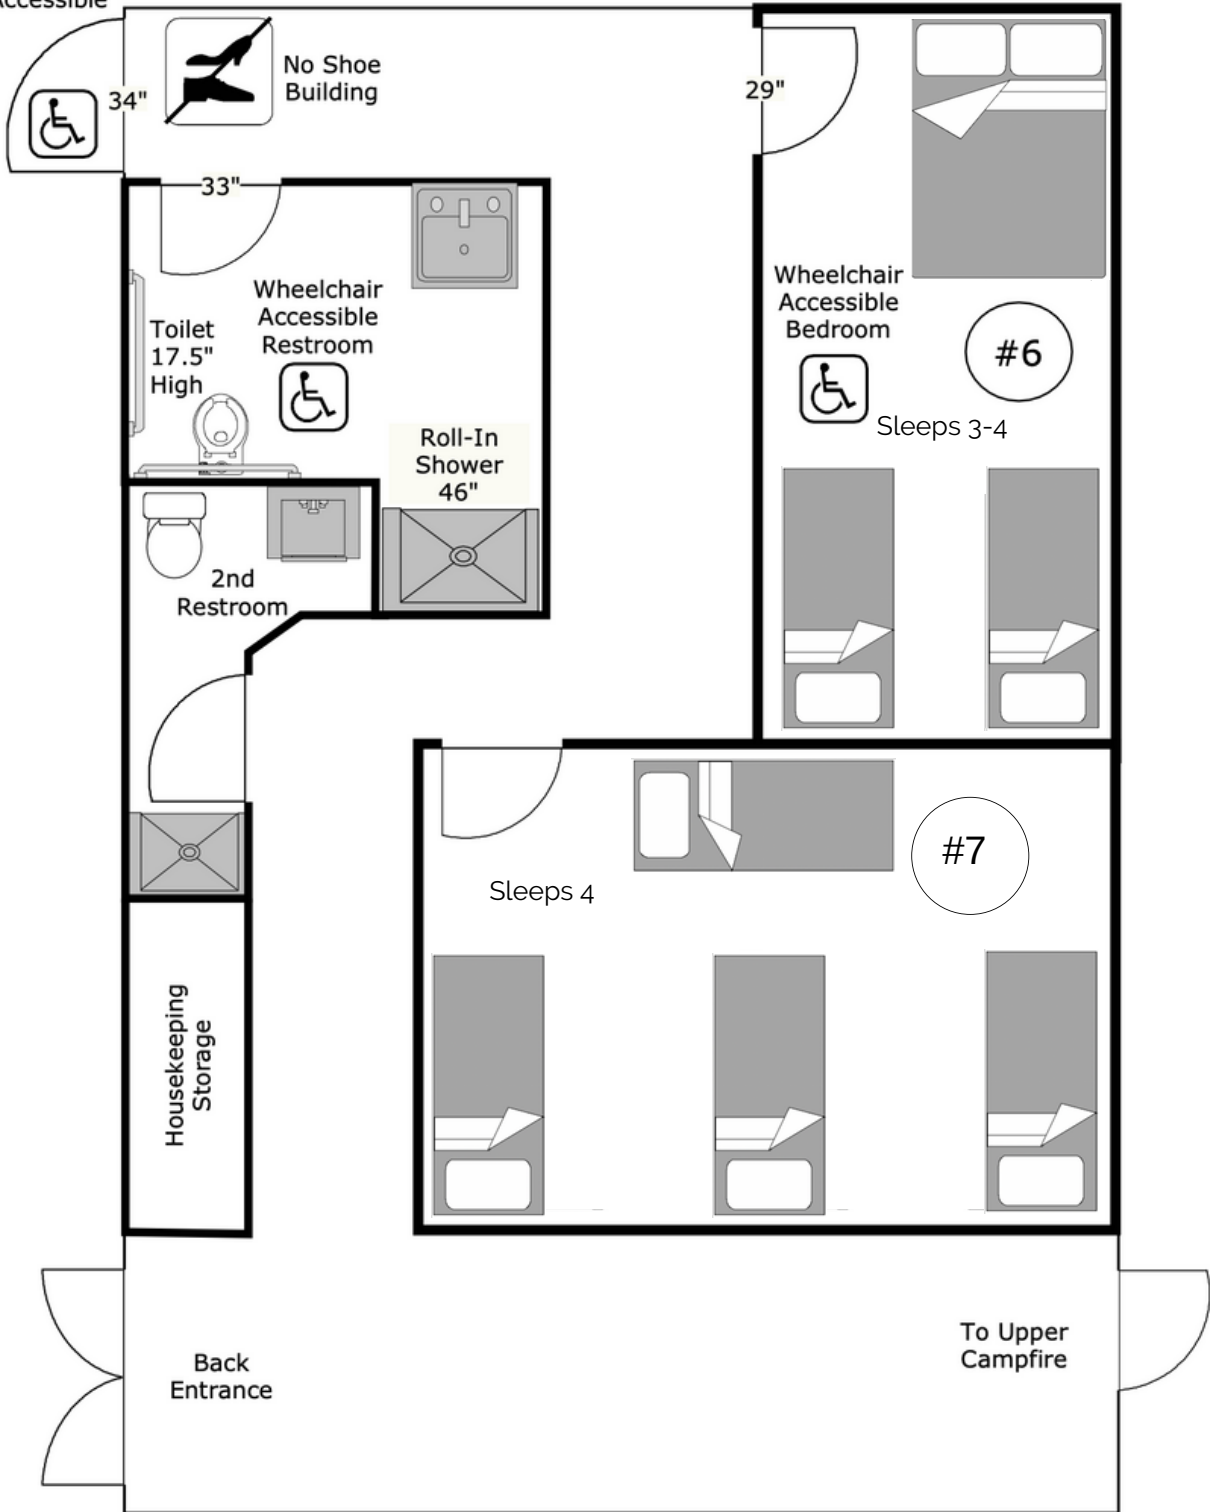 Accessible
No Shoe
Building
34"
29"
33"
Wheelchair
Accessible
Restroom
Toilet
17.5"
High
Wheelchair
Accessible
Bedroom
#6
Sleeps 3-4
Roll-In
Shower
46"
2nd
Restroom
#7
Sleeps 4
Housekeeping
Storage
To Upper
Campfire
Back
Entrance